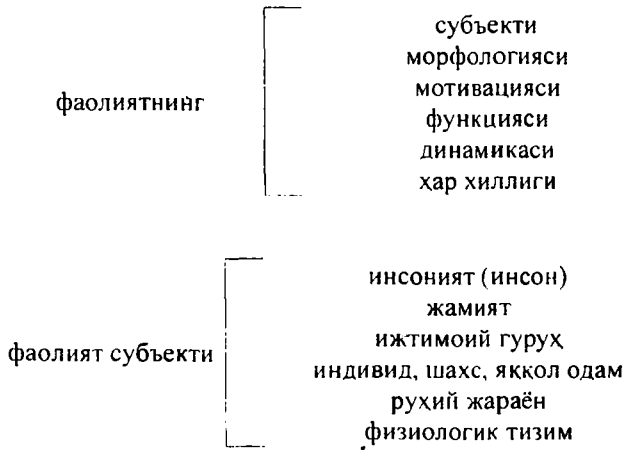 субъекти
морфологияси
мотивацияси
фаолиятнинг
функцияси
динамикаси
ҳар хиллиги
инсоният (инсон)
жамият
ижтимоий гуруҳ
фаолият субъекти
индивид, шахс, яққол одам
руҳий жараён
физиологик тизим